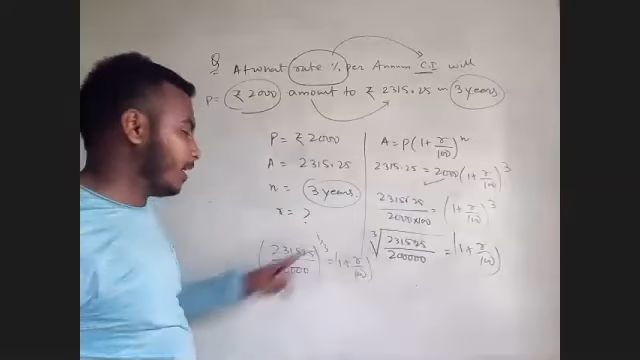 Q At what rate % per Annum C.I will
P= ₹2000 amount to ₹ 2315.25 in 3 years
P = ₹2000
A = 2315.25
n = 3 years.
r = ?
(231525/200000)^1/3 = (1+r/100)
A = P(1+r/100)^n
2315.25 = 2000(1+r/100)^3
231525/2000x100 = (1+r/100)^3
3√231525/200000 = (1+r/100)